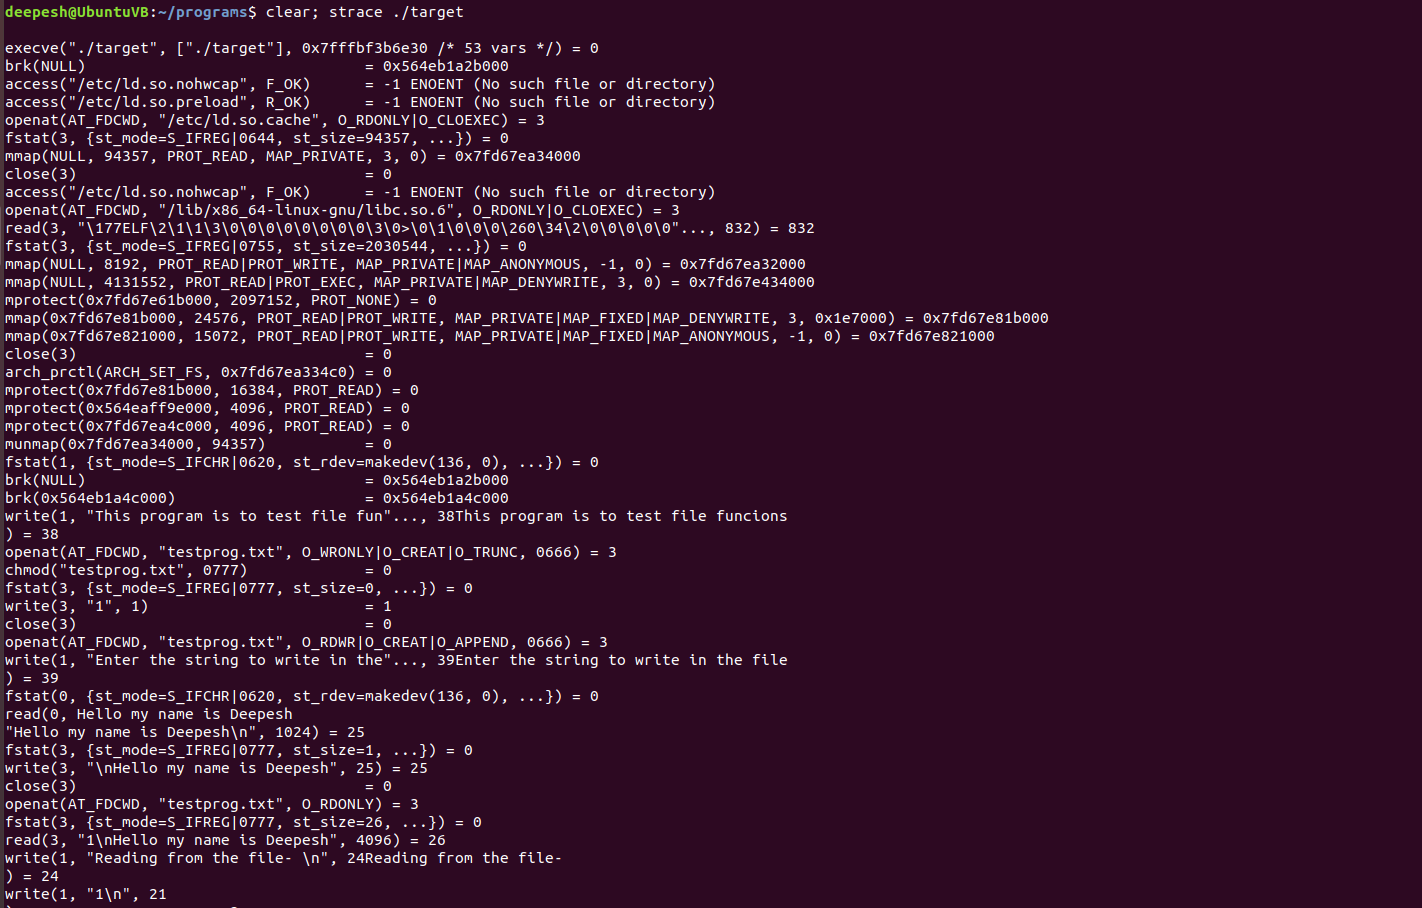 deepesh@UbuntuVB:~/programs$ clear; strace ./target
execve("./target", ["./target"], 0x7fffbf3b6e30 /* 53 vars */) = 0
brk(NULL)                               = 0x564eb1a2b000
access("/etc/ld.so.nohwcap", F_OK)      = -1 ENOENT (No such file or directory)
access("/etc/ld.so.preload", R_OK)      = -1 ENOENT (No such file or directory)
openat(AT_FDCWD, "/etc/ld.so.cache", O_RDONLY|O_CLOEXEC) = 3
fstat(3, {st_mode=S_IFREG|0644, st_size=94357, ...}) = 0
mmap(NULL, 94357, PROT_READ, MAP_PRIVATE, 3, 0) = 0x7fd67ea34000
close(3)                                = 0
access("/etc/ld.so.nohwcap", F_OK)      = -1 ENOENT (No such file or directory)
openat(AT_FDCWD, "/lib/x86_64-linux-gnu/libc.so.6", O_RDONLY|O_CLOEXEC) = 3
read(3, "\177ELF\2\1\1\3\0\0\0\0\0\0\0\0\3\0>\0\1\0\0\0\260\34\2\0\0\0\0\0"..., 832) = 832
fstat(3, {st_mode=S_IFREG|0755, st_size=2030544, ...}) = 0
mmap(NULL, 8192, PROT_READ|PROT_WRITE, MAP_PRIVATE|MAP_ANONYMOUS, -1, 0) = 0x7fd67ea32000
mmap(NULL, 4131552, PROT_READ|PROT_EXEC, MAP_PRIVATE|MAP_DENYWRITE, 3, 0) = 0x7fd67e434000
mprotect(0x7fd67e61b000, 2097152, PROT_NONE) = 0
mmap(0x7fd67e81b000, 24576, PROT_READ|PROT_WRITE, MAP_PRIVATE|MAP_FIXED|MAP_DENYWRITE, 3, 0x1e7000) = 0x7fd67e81b000
mmap(0x7fd67e821000, 15072, PROT_READ|PROT_WRITE, MAP_PRIVATE|MAP_FIXED|MAP_ANONYMOUS, -1, 0) = 0x7fd67e821000
close(3)                                = 0
arch_prctl(ARCH_SET_FS, 0x7fd67ea334c0) = 0
mprotect(0x7fd67e81b000, 16384, PROT_READ) = 0
mprotect(0x564eaff9e000, 4096, PROT_READ) = 0
mprotect(0x7fd67ea4c000, 4096, PROT_READ) = 0
munmap(0x7fd67ea34000, 94357)           = 0
fstat(1, {st_mode=S_IFCHR|0620, st_rdev=makedev(136, 0), ...}) = 0
brk(NULL)                               = 0x564eb1a2b000
brk(0x564eb1a4c000)                     = 0x564eb1a4c000
write(1, "This program is to test file fun"..., 38This program is to test file funcions
) = 38
openat(AT_FDCWD, "testprog.txt", O_WRONLY|O_CREAT|O_TRUNC, 0666) = 3
chmod("testprog.txt", 0777)             = 0
fstat(3, {st_mode=S_IFREG|0777, st_size=0, ...}) = 0
write(3, "1", 1)                        = 1
close(3)                                = 0
openat(AT_FDCWD, "testprog.txt", O_RDWR|O_CREAT|O_APPEND, 0666) = 3
write(1, "Enter the string to write in the"..., 39Enter the string to write in the file
) = 39
fstat(0, {st_mode=S_IFCHR|0620, st_rdev=makedev(136, 0), ...}) = 0
read(0, Hello my name is Deepesh
"Hello my name is Deepesh\n", 1024) = 25
fstat(3, {st_mode=S_IFREG|0777, st_size=1, ...}) = 0
write(3, "\nHello my name is Deepesh", 25) = 25
close(3)                                = 0
openat(AT_FDCWD, "testprog.txt", O_RDONLY) = 3
fstat(3, {st_mode=S_IFREG|0777, st_size=26, ...}) = 0
read(3, "1\nHello my name is Deepesh", 4096) = 26
write(1, "Reading from the file- \n", 24Reading from the file-
) = 24
write(1, "1\n", 21